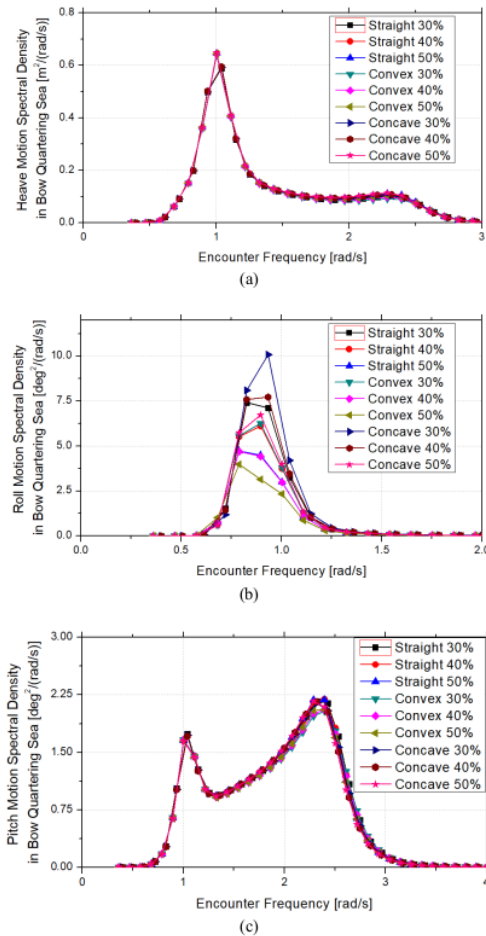 Heave Motion Spectral Density
in Bow Quartering Sea [m²/(rad/s)]
0.8
0.6
0.4
0.2
0.0
0
1
2
3
Straight 30%
Straight 40%
Straight 50%
Convex 30%
Convex 40%
Convex 50%
Concave 30%
Concave 40%
Concave 50%
Encounter Frequency [rad/s]
(a)
Roll Motion Spectral Density
in Bow Quartering Sea [deg²/(rad/s)]
10.0
7.5
5.0
2.5
0.0
0.0
0.5
1.0
1.5
2.0
Straight 30%
Straight 40%
Straight 50%
Convex 30%
Convex 40%
Convex 50%
Concave 30%
Concave 40%
Concave 50%
Encounter Frequency [rad/s]
(b)
Pitch Motion Spectral Density
in Bow Quartering Sea [deg²/(rad/s)]
3.00
2.25
1.50
0.75
0.00
0
1
2
3
4
Straight 30%
Straight 40%
Straight 50%
Convex 30%
Convex 40%
Convex 50%
Concave 30%
Concave 40%
Concave 50%
Encounter Frequency [rad/s]
(c)